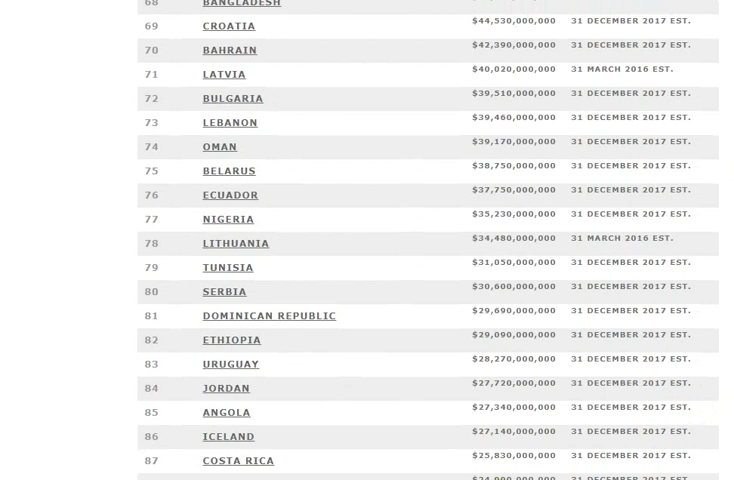 68 BANGLADESH
69 CROATIA $44,530,000,000 31 DECEMBER 2017 EST.
70 BAHRAIN $42,390,000,000 31 DECEMBER 2017 EST.
71 LATVIA $40,020,000,000 31 MARCH 2016 EST.
72 BULGARIA $39,510,000,000 31 DECEMBER 2017 EST.
73 LEBANON $39,460,000,000 31 DECEMBER 2017 EST.
74 OMAN $39,170,000,000 31 DECEMBER 2017 EST.
75 BELARUS $38,750,000,000 31 DECEMBER 2017 EST.
76 ECUADOR $37,750,000,000 31 DECEMBER 2017 EST.
77 NIGERIA $35,230,000,000 31 DECEMBER 2017 EST.
78 LITHUANIA $34,480,000,000 31 MARCH 2016 EST.
79 TUNISIA $31,050,000,000 31 DECEMBER 2017 EST.
80 SERBIA $30,600,000,000 31 DECEMBER 2017 EST.
81 DOMINICAN REPUBLIC $29,690,000,000 31 DECEMBER 2017 EST.
82 ETHIOPIA $29,090,000,000 31 DECEMBER 2017 EST.
83 URUGUAY $28,270,000,000 31 DECEMBER 2017 EST.
84 JORDAN $27,720,000,000 31 DECEMBER 2017 EST.
85 ANGOLA $27,340,000,000 31 DECEMBER 2017 EST.
86 ICELAND $27,140,000,000 31 DECEMBER 2017 EST.
87 COSTA RICA $25,830,000,000 31 DECEMBER 2017 EST.
31 DECEMBER 2017 EST.